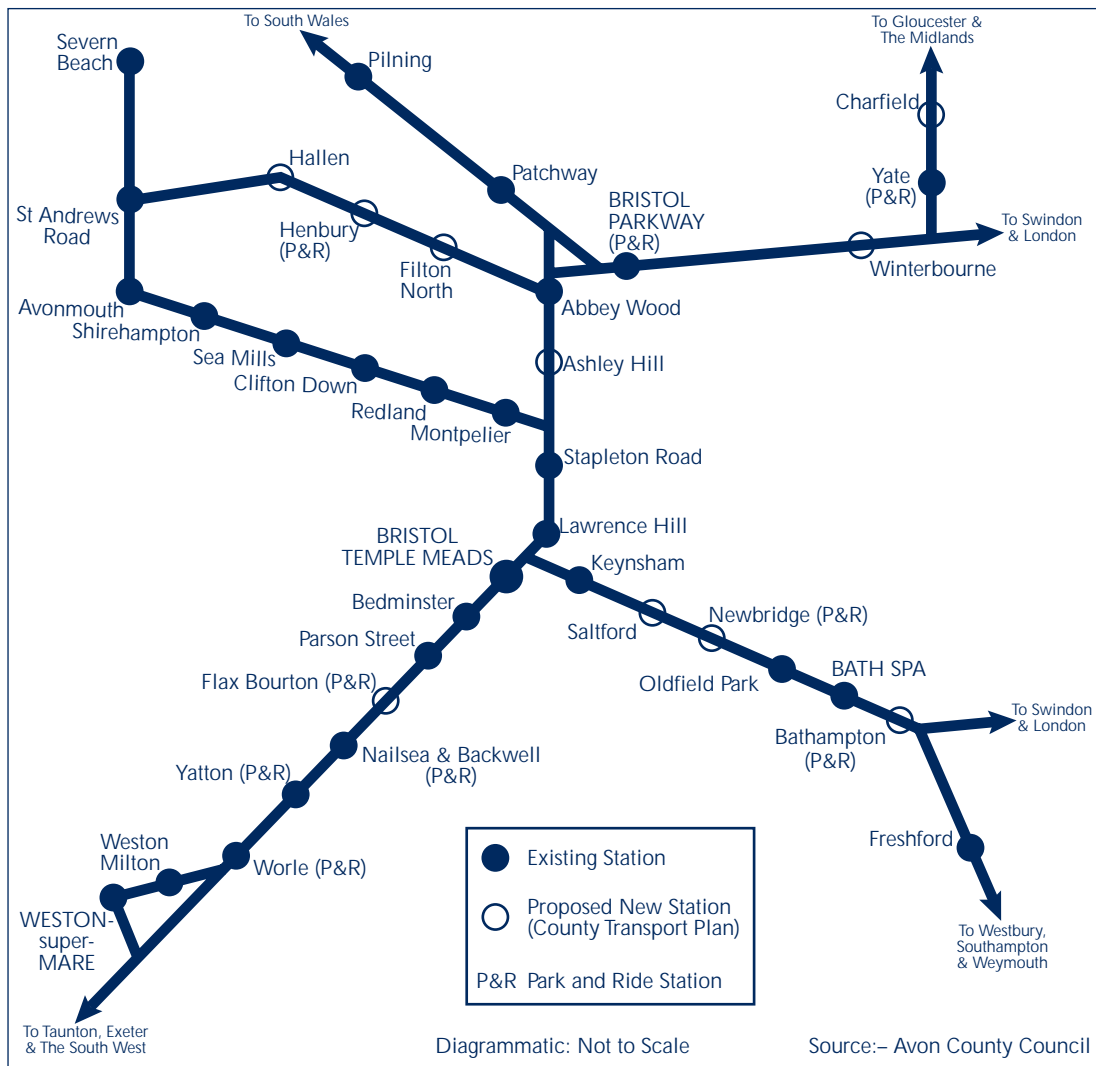 To South Wales
To Gloucester &
The Midlands
Severn
Beach
Pilning
Charfield
Hallen
Patchway
Yate
(P&R)
BRISTOL
PARKWAY
(P&R)
St Andrews
Road
Henbury
(P&R)
To Swindon
& London
Filton
North
Winterbourne
Avonmouth
Abbey Wood
Shirehampton
Sea Mills
Ashley Hill
Clifton Down
Redland
Montpelier
Stapleton Road
Lawrence Hill
BRISTOL
TEMPLE MEADS
Keynsham
Bedminster
Newbridge (P&R)
Saltford
Parson Street
BATH SPA
Flax Bourton (P&R)
Oldfield Park
To Swindon
& London
Bathampton
(P&R)
Nailsea & Backwell
(P&R)
Yatton (P&R)
Weston
Milton
Freshford
Worle (P&R)
Existing Station
WESTON-
super-
MARE
Proposed New Station
(County Transport Plan)
To Westbury,
Southampton
& Weymouth
P&R Park and Ride Station
To Taunton, Exeter
& The South West
Diagrammatic: Not to Scale
Source:– Avon County Council